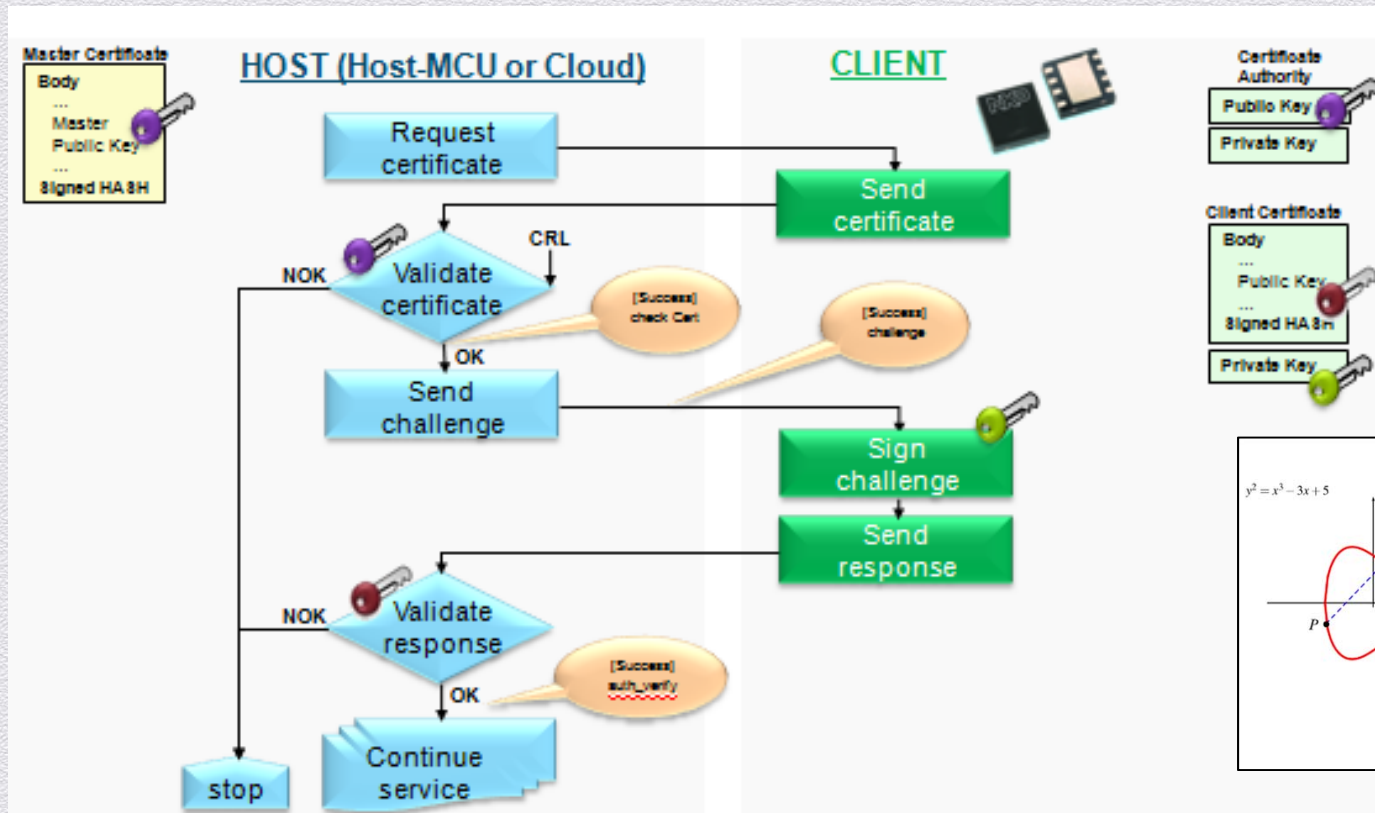 Master Certificate
Body
...
Master
Public Key
...
Signed HASH
HOST (Host-MCU or Cloud)
CLIENT
NXP
Certificate
Authority
Public Key
Private Key
Request
certificate
Send
certificate
CRL
NOK
Validate
certificate
[Success]
check Cert
[Success]
challenge
OK
Client Certificate
Body
...
Public Key
...
Signed HASH
Private Key
Send
challenge
Sign
challenge
Send
response
NOK
Validate
response
[Success]
auth_verify
OK
Continue
service
stop
y² = x³ − 3x + 5
P